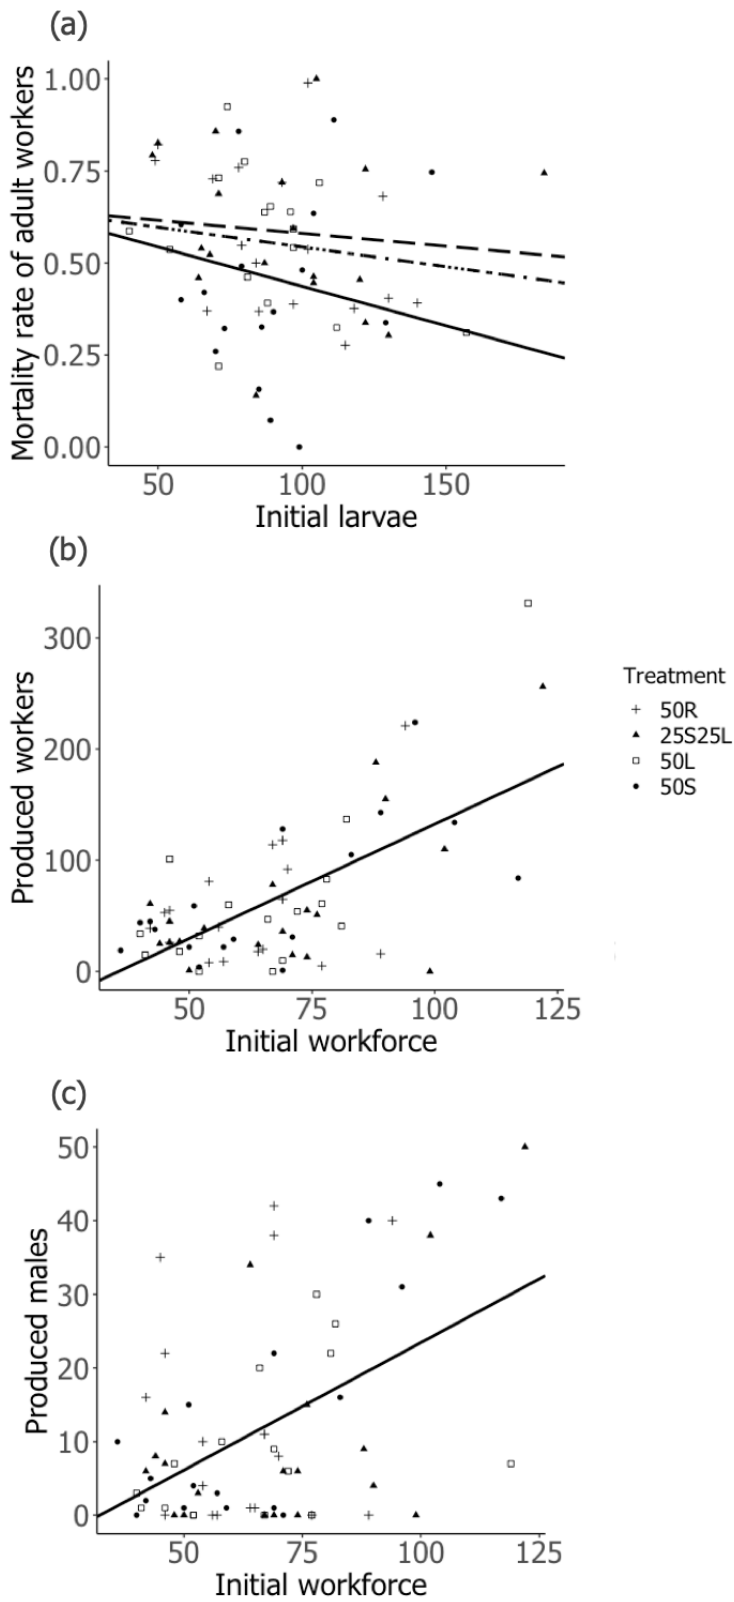 (a)
Mortality rate of adult workers
1.00
0.75
0.50
0.25
0.00
50 100 150
Initial larvae
(b)
Produced workers
300
200
100
0
50 75 100 125
Initial workforce
Treatment
50R
25S25L
50L
50S
(c)
Produced males
50
40
30
20
10
0
50 75 100 125
Initial workforce